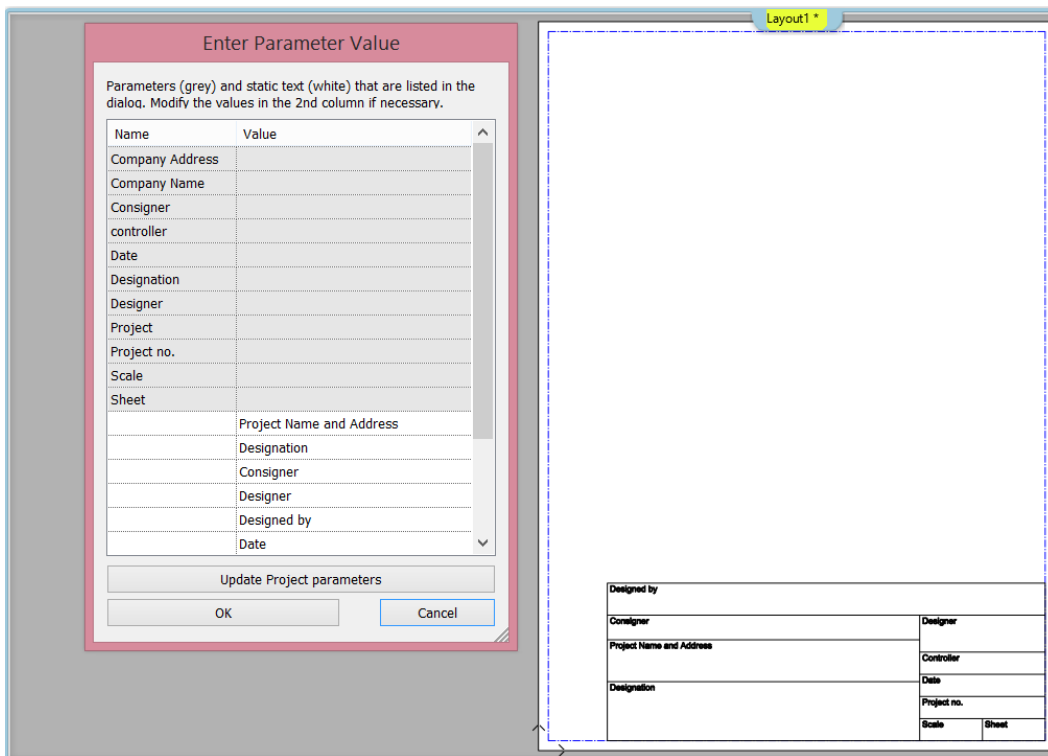 Layout1 *
Enter Parameter Value
Parameters (grey) and static text (white) that are listed in the
dialog. Modify the values in the 2nd column if necessary.
Name Value
Company Address
Company Name
Consigner
controller
Date
Designation
Designer
Project
Project no.
Scale
Sheet
Project Name and Address
Designation
Consigner
Designer
Designed by
Date
Update Project parameters
OK Cancel
Designed by
Consigner Designer
Project Name and Address
Controller
Date
Designation
Project no.
Scale Sheet